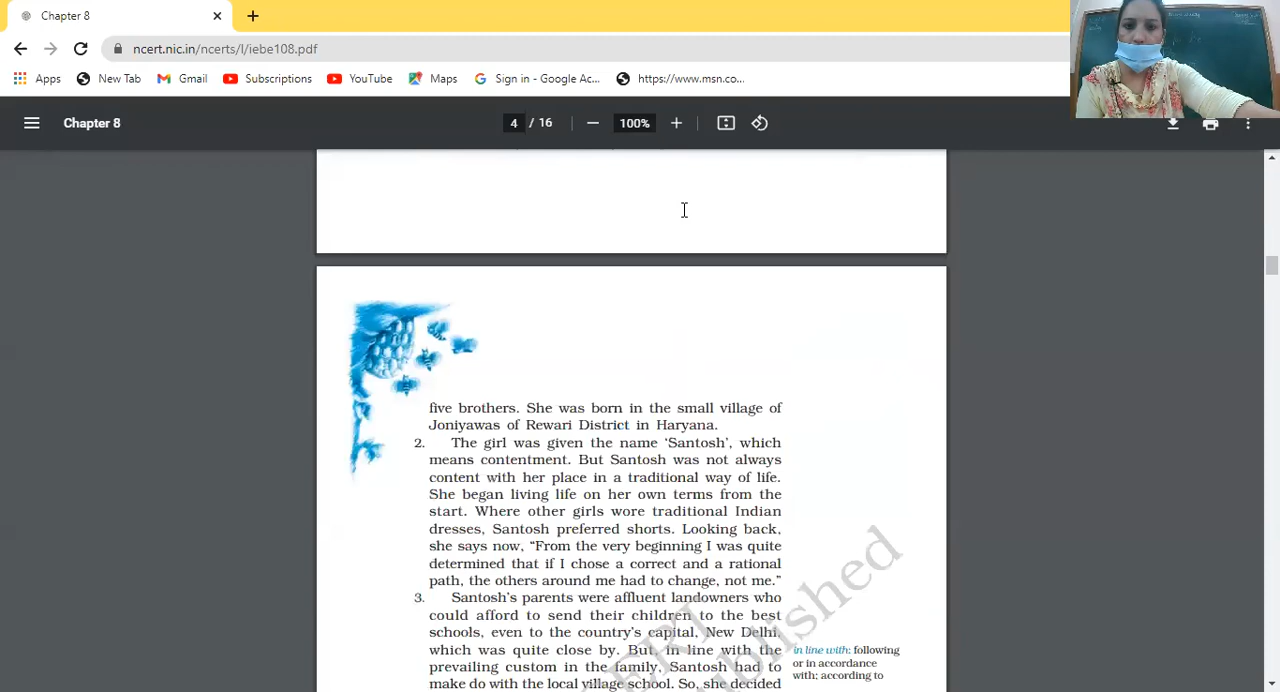 Chapter 8
ncert.nic.in/ncerts/l/iebe108.pdf
Apps New Tab Gmail Subscriptions YouTube Maps Sign in - Google Ac... https://www.msn.co...
Chapter 8 4 / 16 100%
five brothers. She was born in the small village of
Joniyawas of Rewari District in Haryana.
2. The girl was given the name ‘Santosh’, which
means contentment. But Santosh was not always
content with her place in a traditional way of life.
She began living life on her own terms from the
start. Where other girls wore traditional Indian
dresses, Santosh preferred shorts. Looking back,
she says now, “From the very beginning I was quite
determined that if I chose a correct and a rational
path, the others around me had to change, not me.”
3. Santosh’s parents were affluent landowners who
could afford to send their children to the best
schools, even to the country’s capital, New Delhi,
which was quite close by. But, in line with the
prevailing custom in the family, Santosh had to
make do with the local village school. So, she decided
in line with: following
or in accordance
with; according to